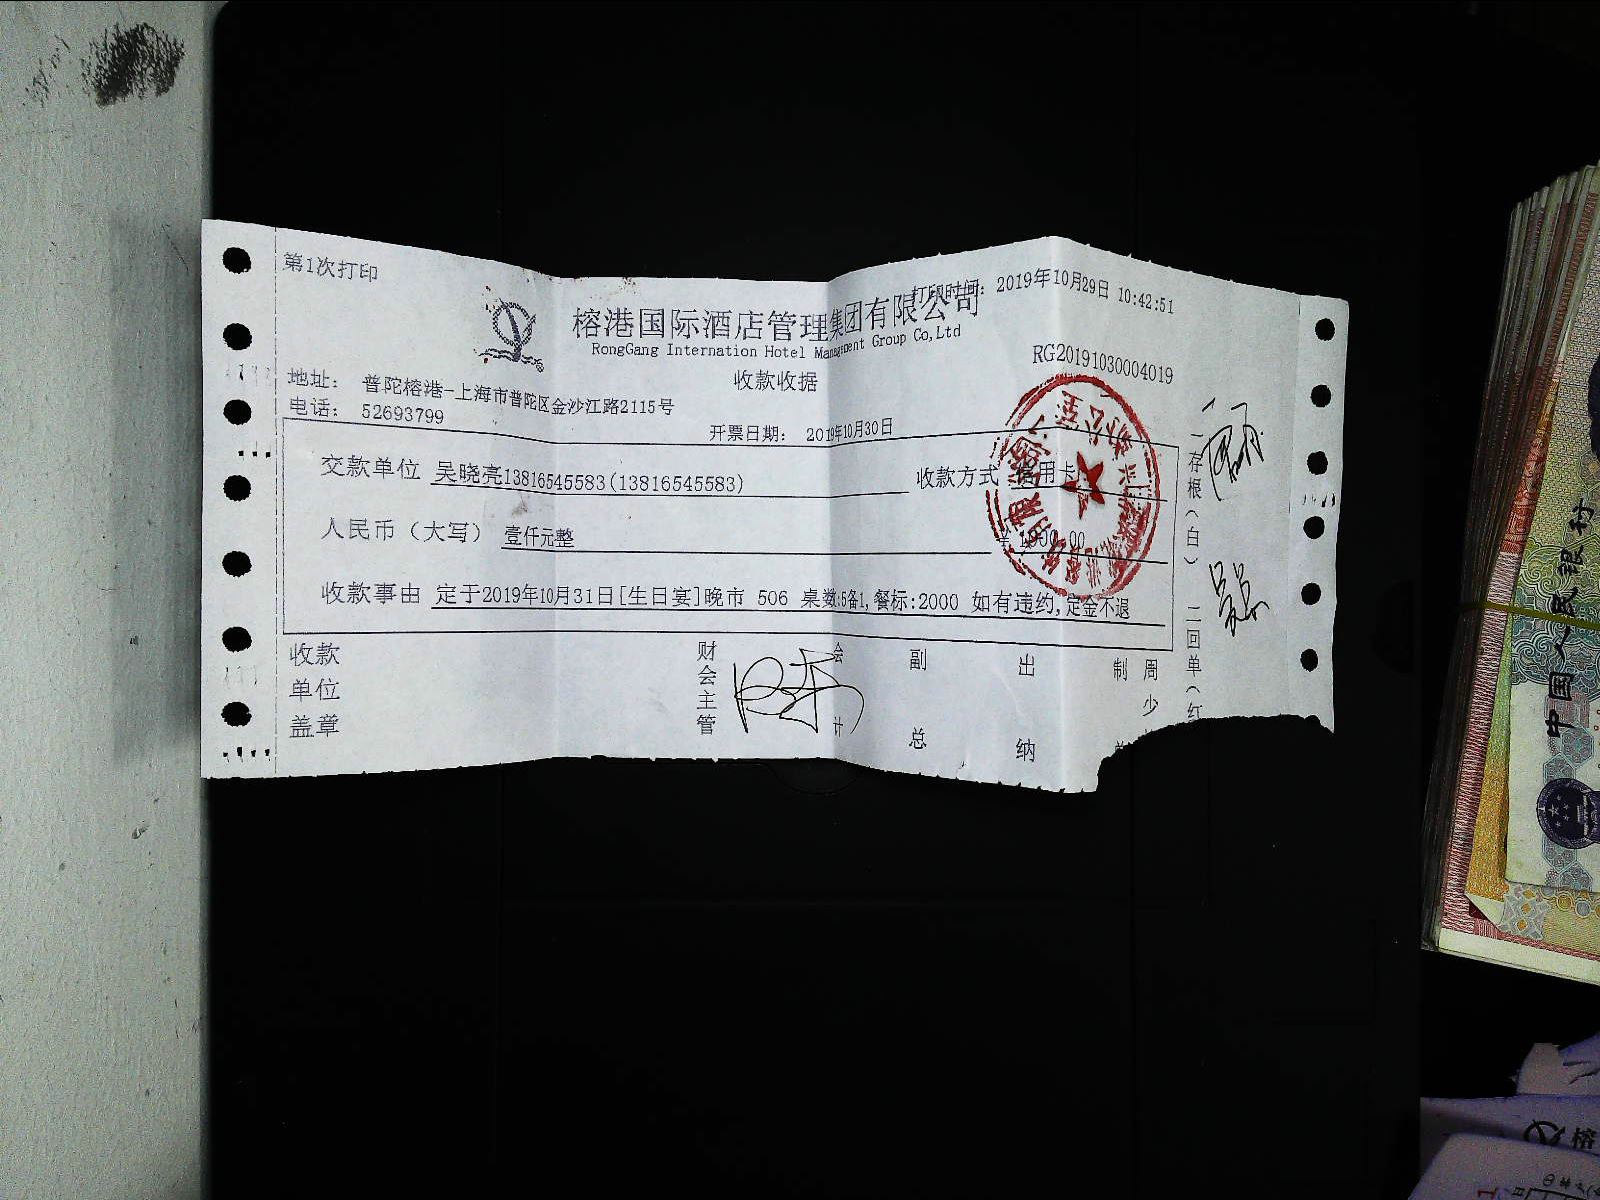 第1次打印
打印时间：2019年10月29日 10:42:51
榕港国际酒店管理集团有限公司
RongGang Internation Hotel Management Group Co,Ltd
收款收据
RG20191030004019
地址： 普陀榕港-上海市普陀区金沙江路2115号
电话： 52693799
开票日期： 2019年10月30日
交款单位 吴晓亮13816545583(13816545583) 收款方式 信用卡
人民币（大写） 壹仟元整 ￥ 1000.00
收款事由 定于2019年10月31日[生日宴]晚市 506 桌数:5备1,餐标:2000 如有违约,定金不退
收款单位盖章
财会主管
会计
副总
出纳
制
周少
一存根（白） 二回单（红
办公室
中国人民银行
榕